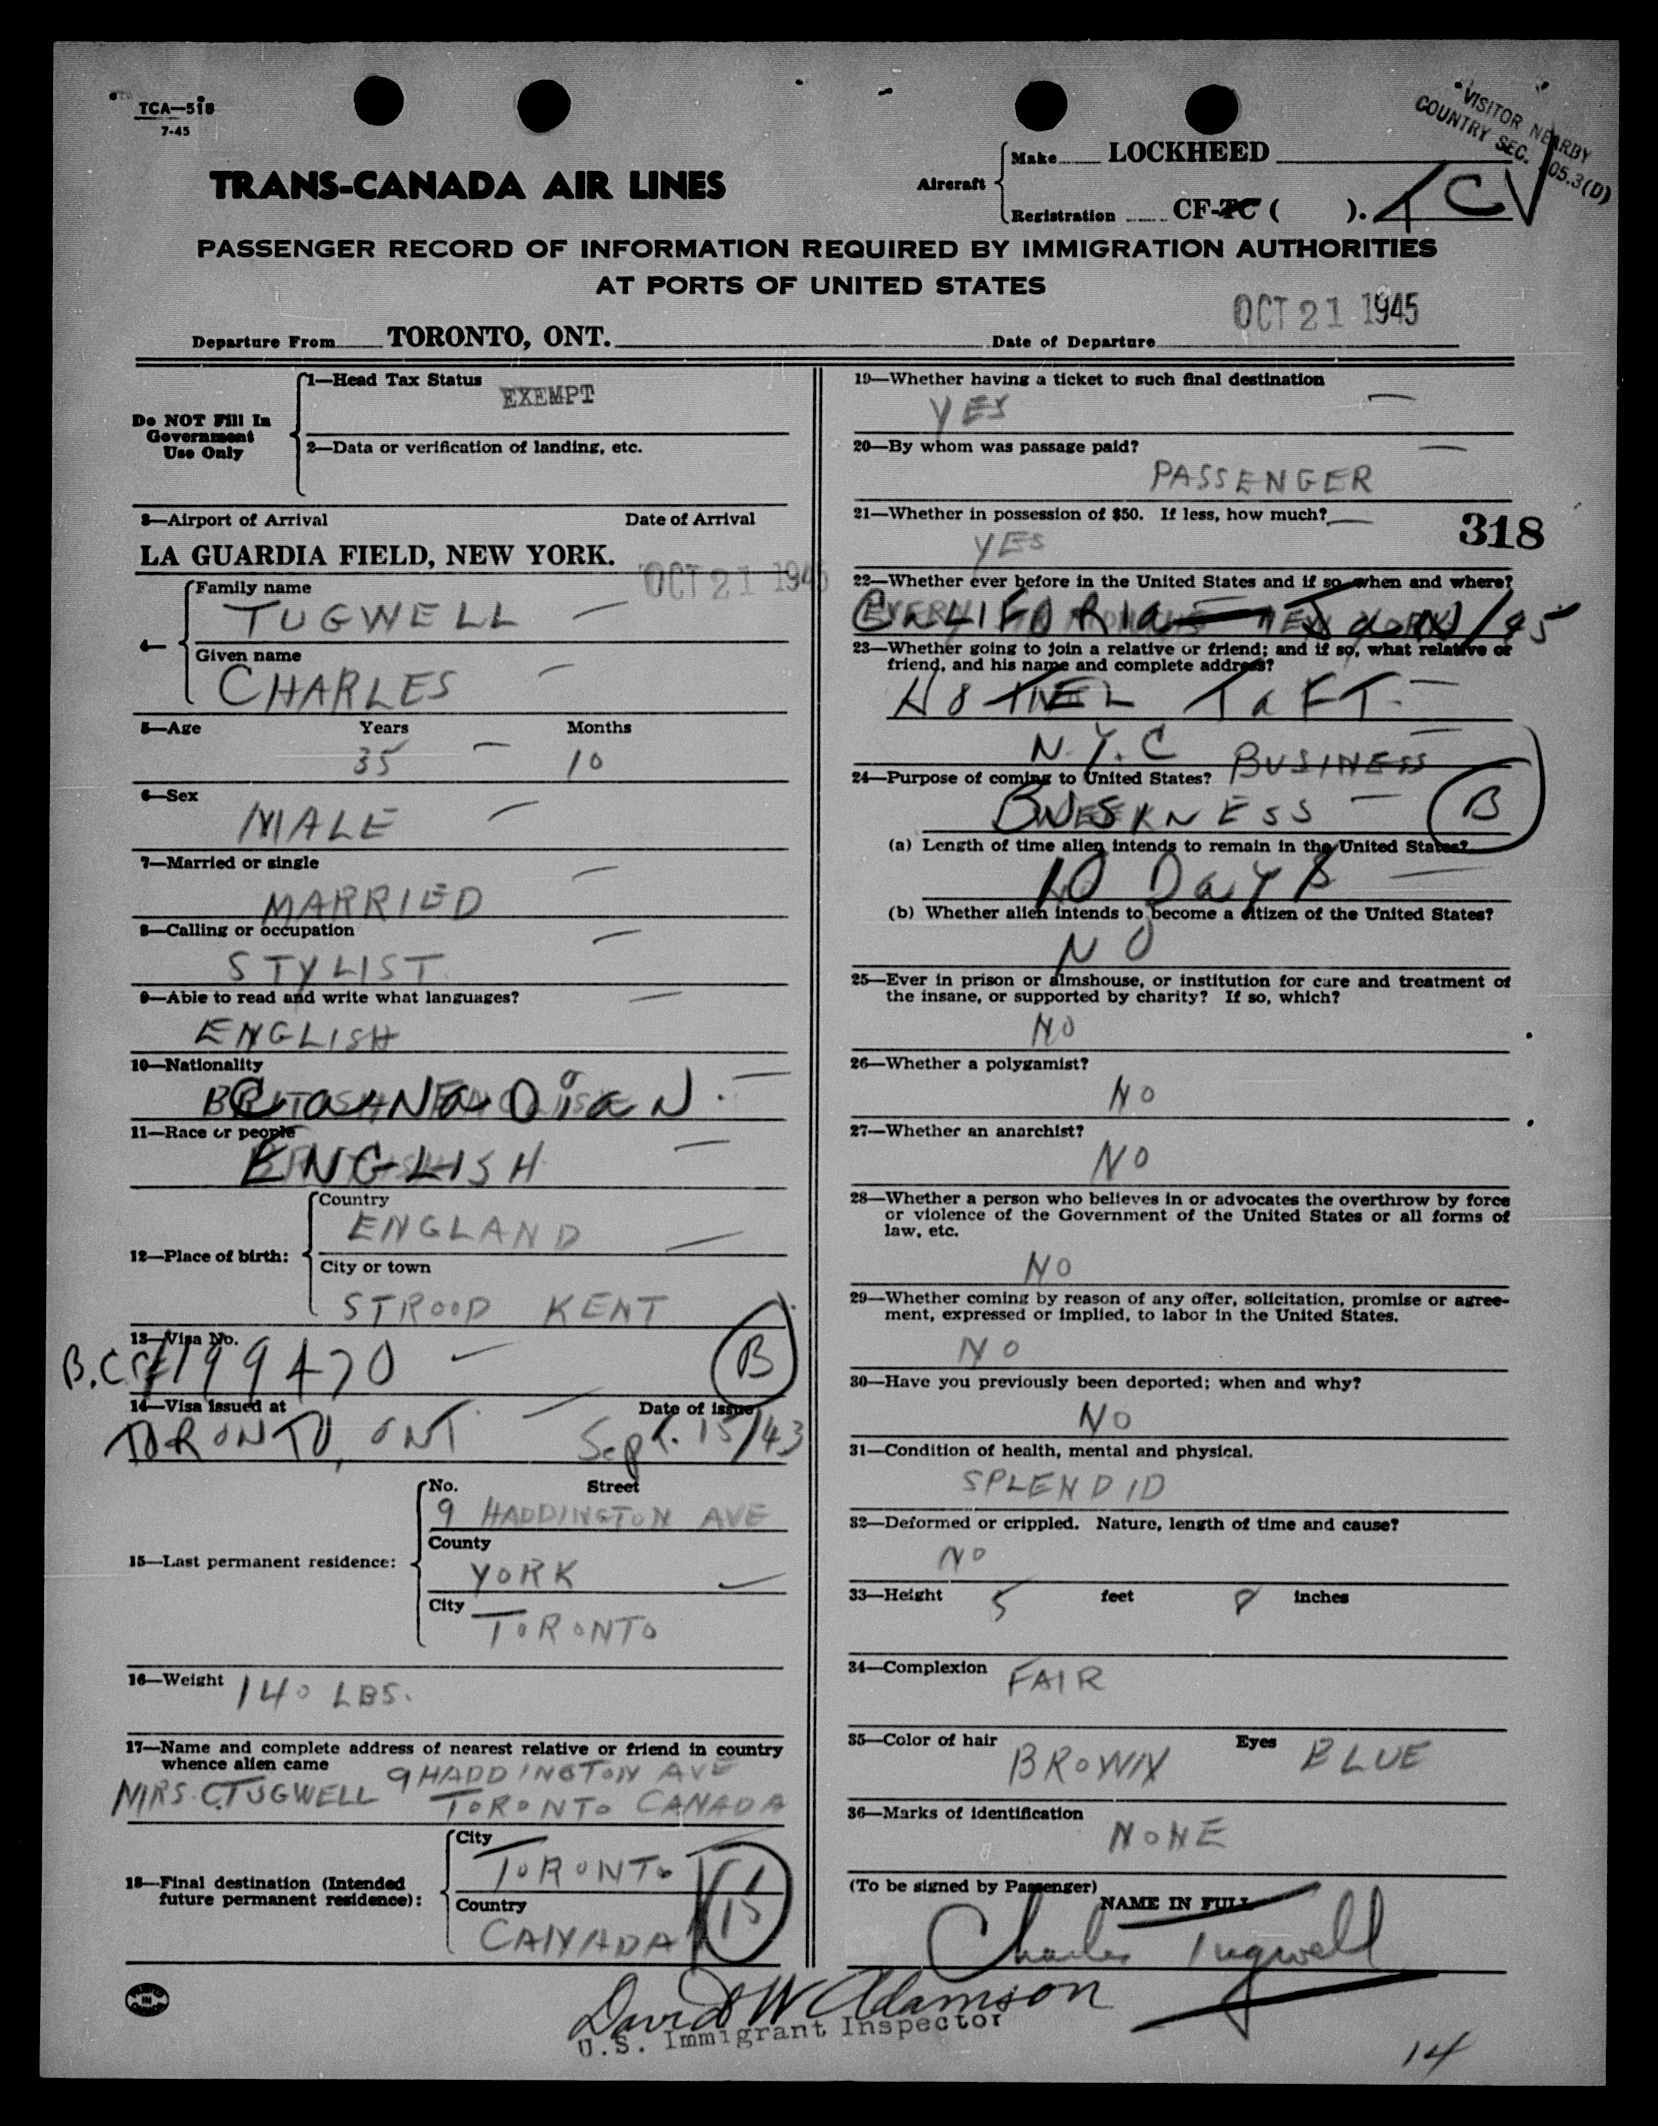 TCA—518
7-45
VISITOR NEARBY
COUNTRY SEC. 05.3(D)
TRANS-CANADA AIR LINES
Aircraft
Make LOCKHEED
Registration CF-TC ( ). TCV
PASSENGER RECORD OF INFORMATION REQUIRED BY IMMIGRATION AUTHORITIES
AT PORTS OF UNITED STATES
OCT 21 1945
Departure From TORONTO, ONT. Date of Departure
Do NOT Fill In
Government
Use Only
1—Head Tax Status
EXEMPT
2—Data or verification of landing, etc.
3—Airport of Arrival Date of Arrival
LA GUARDIA FIELD, NEW YORK. OCT 21 1945
4—
Family name
TUGWELL
Given name
CHARLES
5—Age Years Months
35 10
6—Sex
MALE
7—Married or single
MARRIED
8—Calling or occupation
STYLIST
9—Able to read and write what languages?
ENGLISH
10—Nationality
CaNaDiaN.
11—Race or people
ENGLISH
12—Place of birth:
Country
ENGLAND
City or town
STROOD KENT
13—Visa No.
B.C. 199470 B
14—Visa issued at Date of issue
TORONTO, ONT. Sept. 15/43
15—Last permanent residence:
No. Street
9 HADDINGTON AVE
County
YORK
City
TORONTO
16—Weight 140 LBS.
17—Name and complete address of nearest relative or friend in country
whence alien came
MRS. C. TUGWELL 9 HADDINGTON AVE
TORONTO CANADA
18—Final destination (Intended
future permanent residence):
City
TORONTO
Country
CANADA
15
19—Whether having a ticket to such final destination
YES
20—By whom was passage paid?
PASSENGER
21—Whether in possession of $50. If less, how much?
YES
318
22—Whether ever before in the United States and if so, when and where?
CaLIFORNIa JaN/45
23—Whether going to join a relative or friend; and if so, what relative or
friend, and his name and complete address?
HOTEL TaFT.
N.Y.C
24—Purpose of coming to United States? BUSINESS
B
(a) Length of time alien intends to remain in the United States?
10 DayS
(b) Whether alien intends to become a citizen of the United States?
NO
25—Ever in prison or almshouse, or institution for care and treatment of
the insane, or supported by charity? If so, which?
NO
26—Whether a polygamist?
NO
27—Whether an anarchist?
NO
28—Whether a person who believes in or advocates the overthrow by force
or violence of the Government of the United States or all forms of
law, etc.
NO
29—Whether coming by reason of any offer, solicitation, promise or agree-
ment, expressed or implied, to labor in the United States.
NO
30—Have you previously been deported; when and why?
NO
31—Condition of health, mental and physical.
SPLENDID
32—Deformed or crippled. Nature, length of time and cause?
NO
33—Height 5 feet 8 inches
34—Complexion FAIR
35—Color of hair BROWN Eyes BLUE
36—Marks of identification
NONE
(To be signed by Passenger)
NAME IN FULL
Charles Tugwell
David W Adamson
U.S. Immigrant Inspector
14